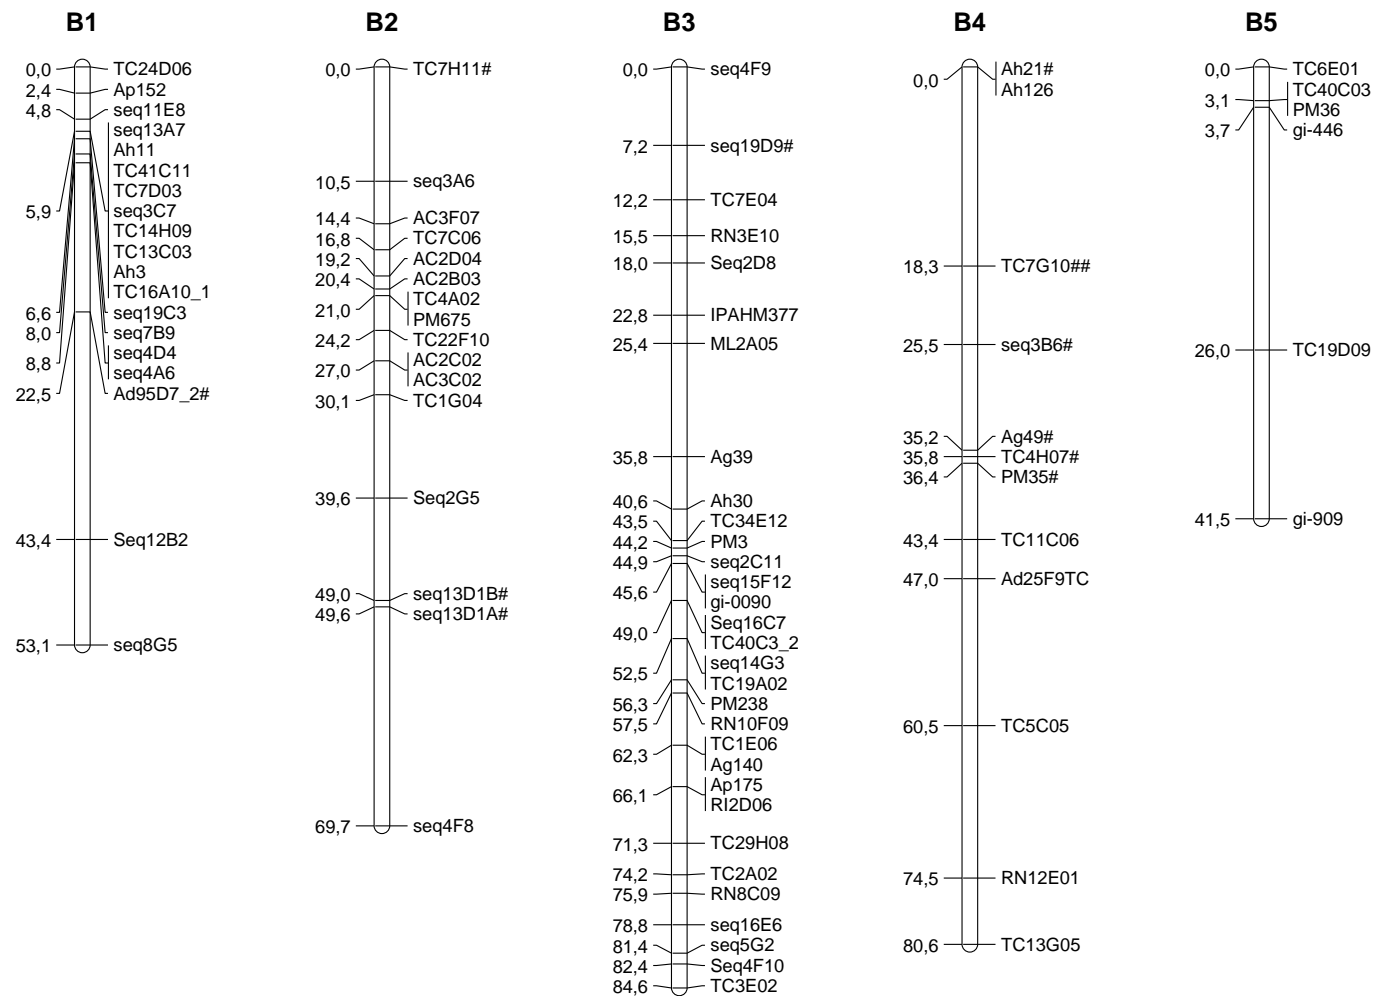 B1
0,0 TC24D06
2,4 Ap152
4,8 seq11E8
seq13A7
Ah11
TC41C11
TC7D03
5,9 seq3C7
TC14H09
TC13C03
Ah3
TC16A10_1
6,6 seq19C3
8,0 seq7B9
8,8 seq4D4
seq4A6
22,5 Ad95D7_2#
43,4 Seq12B2
53,1 seq8G5
B2
0,0 TC7H11#
10,5 seq3A6
14,4 AC3F07
16,8 TC7C06
19,2 AC2D04
20,4 AC2B03
21,0 TC4A02
PM675
24,2 TC22F10
27,0 AC2C02
AC3C02
30,1 TC1G04
39,6 Seq2G5
49,0 seq13D1B#
49,6 seq13D1A#
69,7 seq4F8
B3
0,0 seq4F9
7,2 seq19D9#
12,2 TC7E04
15,5 RN3E10
18,0 Seq2D8
22,8 IPAHM377
25,4 ML2A05
35,8 Ag39
40,6 Ah30
43,5 TC34E12
44,2 PM3
44,9 seq2C11
45,6 seq15F12
gi-0090
49,0 Seq16C7
TC40C3_2
52,5 seq14G3
TC19A02
56,3 PM238
57,5 RN10F09
62,3 TC1E06
Ag140
66,1 Ap175
RI2D06
71,3 TC29H08
74,2 TC2A02
75,9 RN8C09
78,8 seq16E6
81,4 seq5G2
82,4 Seq4F10
84,6 TC3E02
B4
0,0 Ah21#
Ah126
18,3 TC7G10##
25,5 seq3B6#
35,2 Ag49#
35,8 TC4H07#
36,4 PM35#
43,4 TC11C06
47,0 Ad25F9TC
60,5 TC5C05
74,5 RN12E01
80,6 TC13G05
B5
0,0 TC6E01
3,1 TC40C03
PM36
3,7 gi-446
26,0 TC19D09
41,5 gi-909